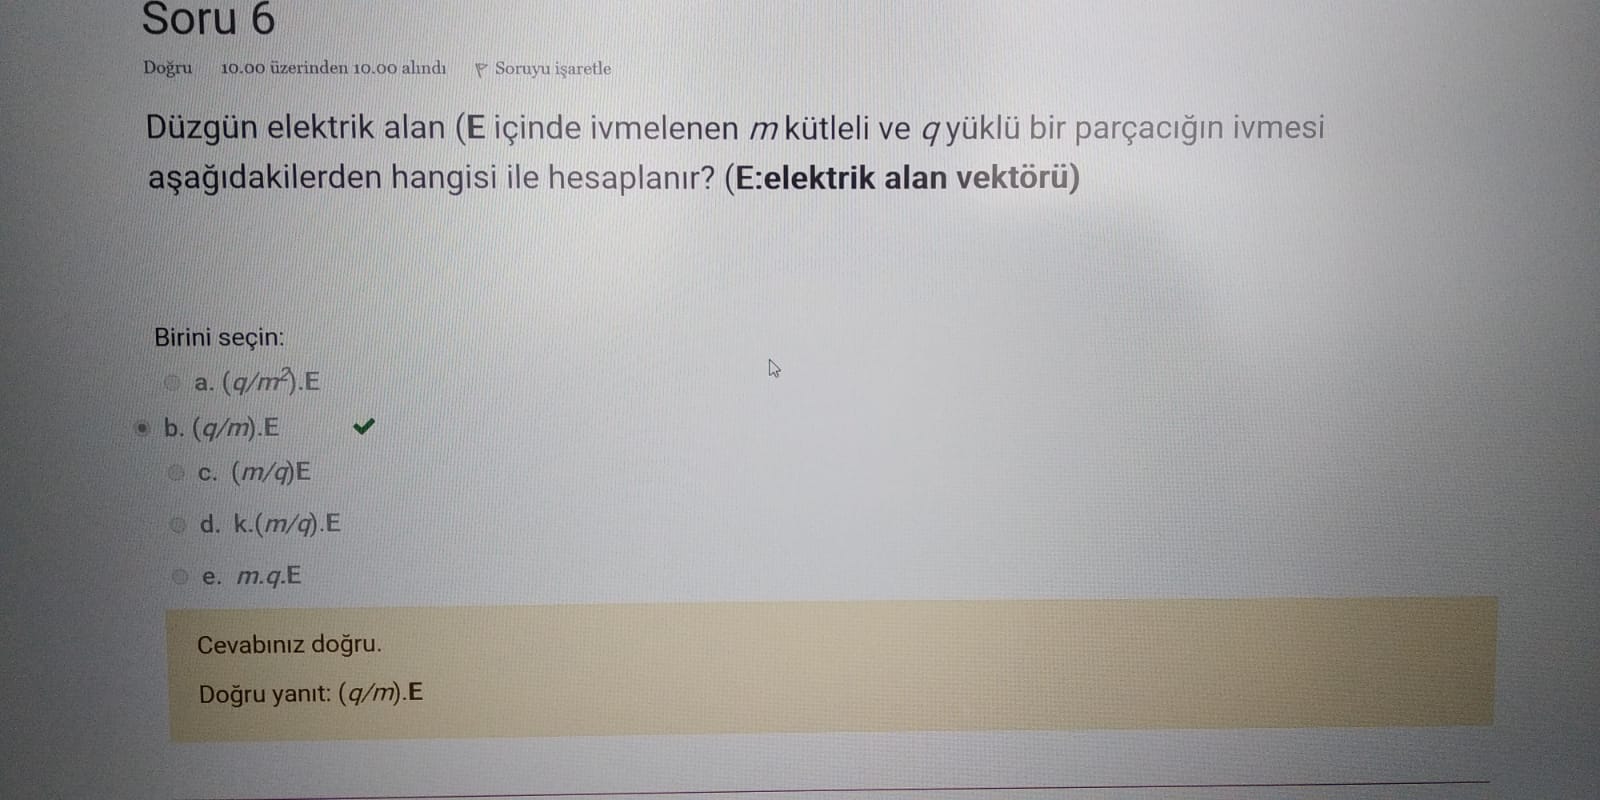 Soru 6
Doğru 10.00 üzerinden 10.00 alındı Soruyu işaretle
Düzgün elektrik alan (E içinde ivmelenen m kütleli ve q yüklü bir parçacığın ivmesi
aşağıdakilerden hangisi ile hesaplanır? (E:elektrik alan vektörü)
Birini seçin:
a. (q/m²).E
b. (q/m).E
c. (m/q)E
d. k.(m/q).E
e. m.q.E
Cevabınız doğru.
Doğru yanıt: (q/m).E